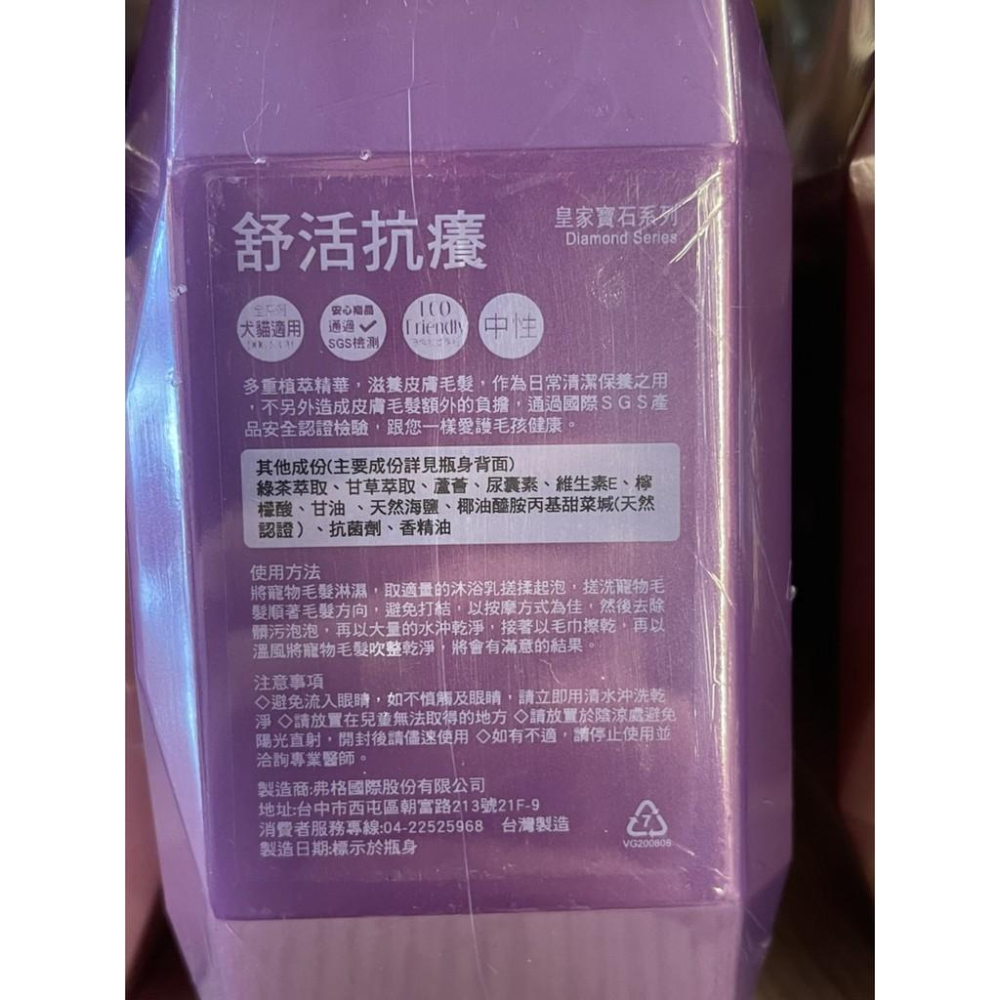 舒活抗癢
皇家寶石系列
Diamond Series
犬貓適用
安心商品
通過
SGS檢測
ECO
Friendly
中性
多重植萃精華，滋養皮膚毛髮，作為日常清潔保養之用
，不另外造成皮膚毛髮額外的負擔，通過國際SGS產
品安全認證檢驗，跟您一樣愛護毛孩健康。
其他成份(主要成份詳見瓶身背面)
綠茶萃取、甘草萃取、蘆薈、尿囊素、維生素E、檸
檬酸、甘油 、天然海鹽、椰油醯胺丙基甜菜堿(天然
認證）、抗菌劑、香精油
使用方法
將寵物毛髮淋濕，取適量的沐浴乳搓揉起泡，搓洗寵物毛
髮順著毛髮方向，避免打結，以按摩方式為佳，然後去除
髒污泡泡，再以大量的水沖乾淨，接著以毛巾擦乾，再以
溫風將寵物毛髮吹整乾淨，將會有滿意的結果。
注意事項
◇避免流入眼睛，如不慎觸及眼睛，請立即用清水沖洗乾
淨 ◇請放置在兒童無法取得的地方 ◇請放置於陰涼處避免
陽光直射，開封後請儘速使用 ◇如有不適，請停止使用並
洽詢專業醫師。
製造商:弗格國際股份有限公司
地址:台中市西屯區朝富路213號21F-9
消費者服務專線:04-22525968 台灣製造
製造日期:標示於瓶身
7
VG200808